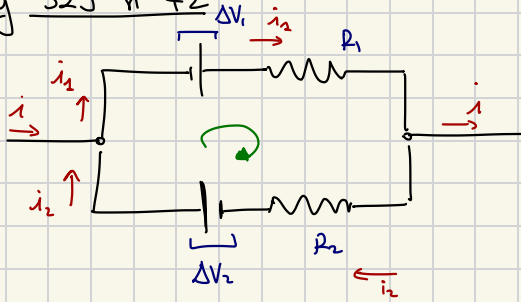 ΔV₁
i₁
R₁
i₁
i
i
i₂
R₂
ΔV₂
i₂